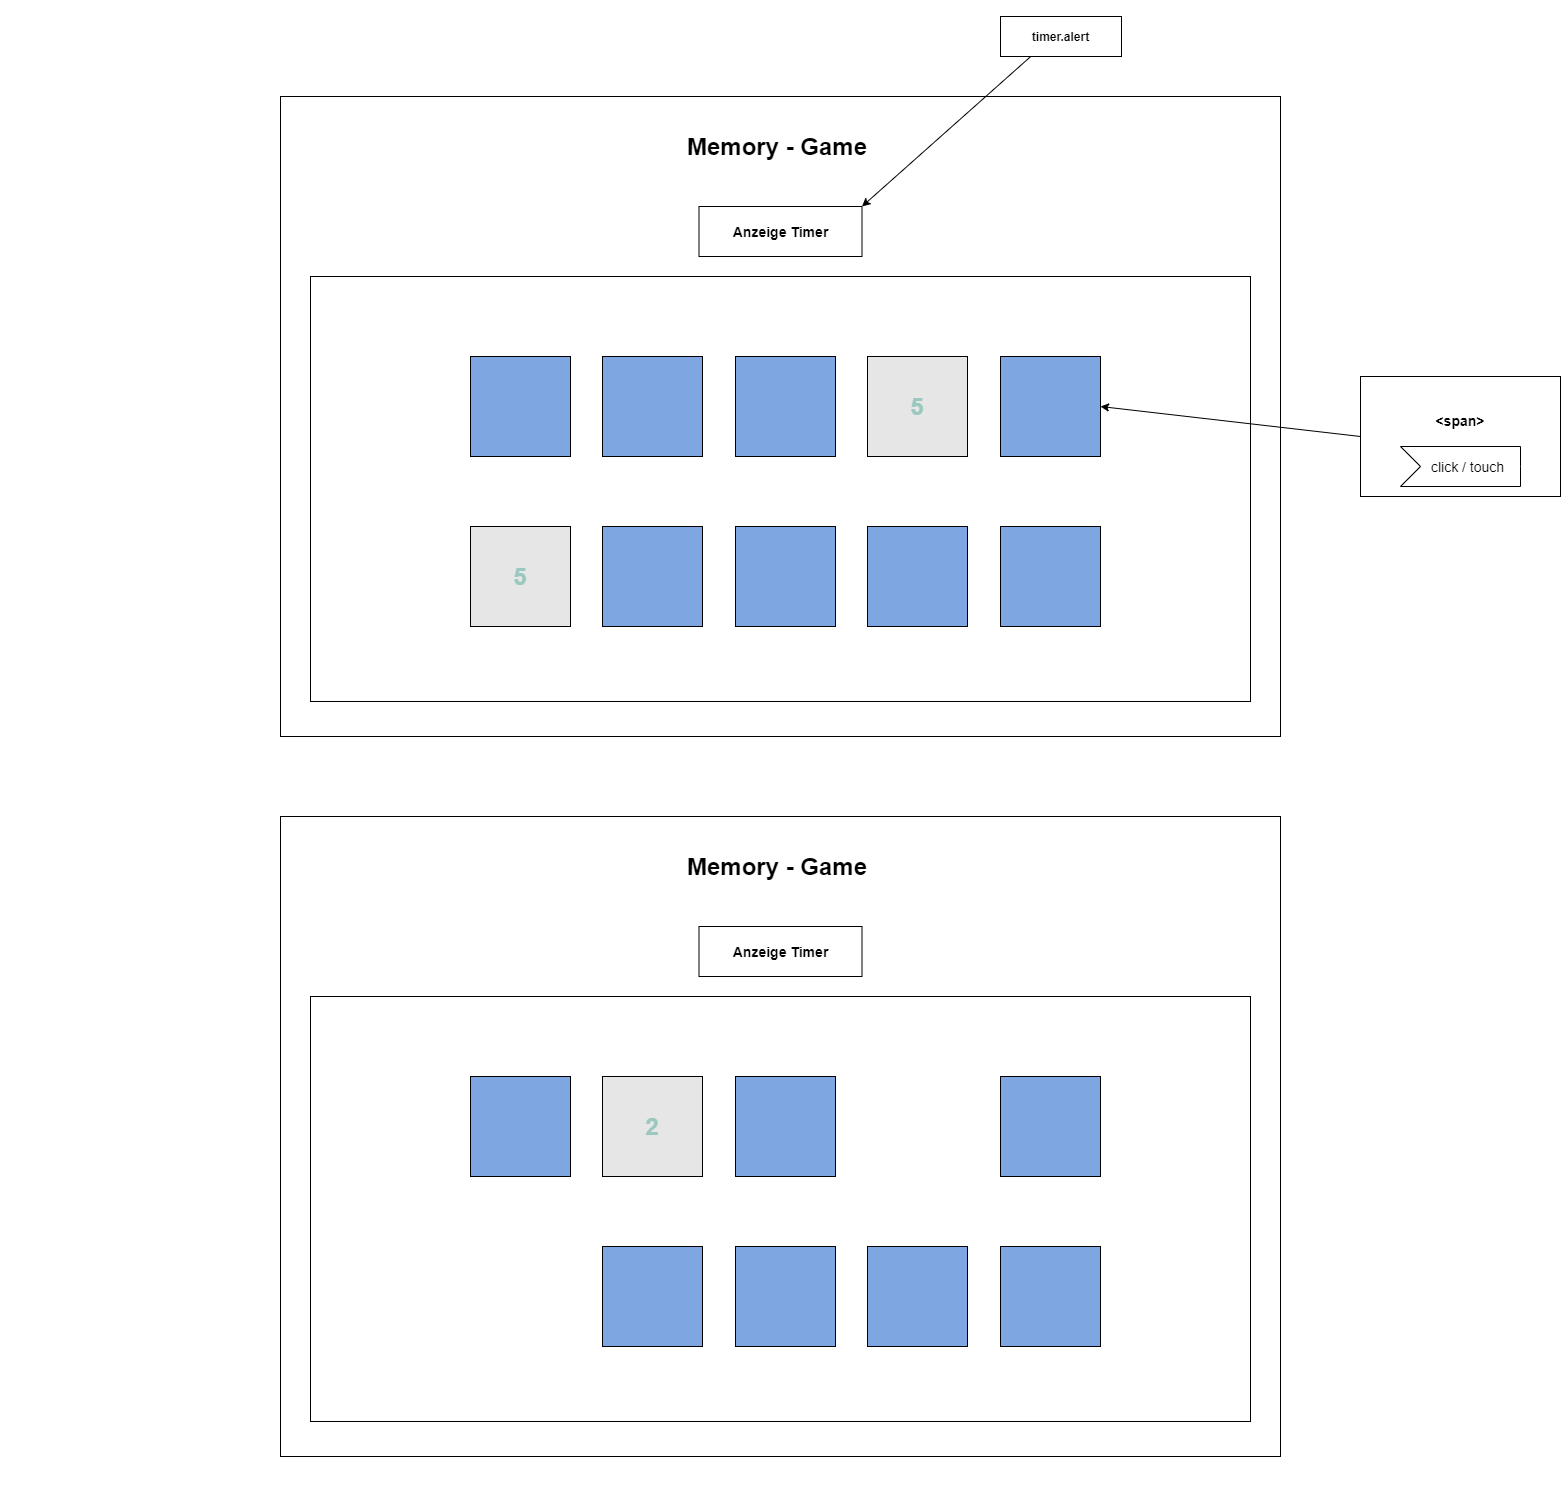 timer.alert
Memory - Game
Anzeige Timer
5
<span>
click / touch
5
Memory - Game
Anzeige Timer
2